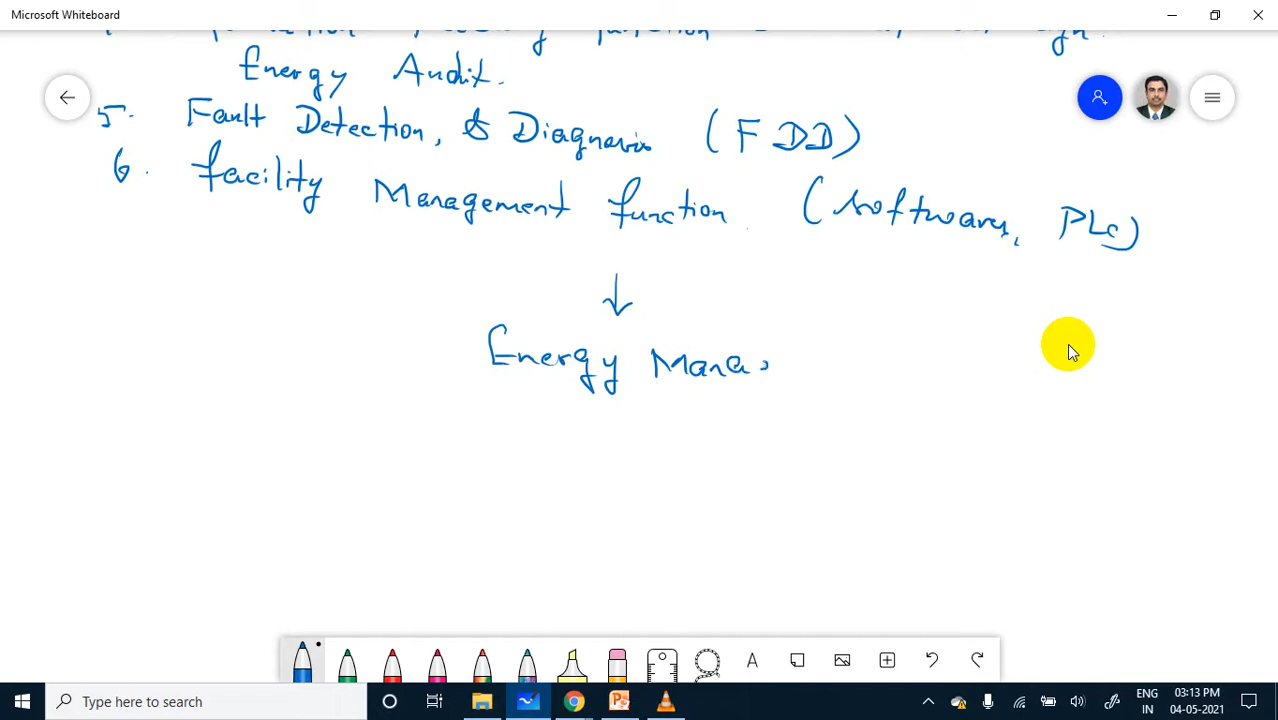 Microsoft Whiteboard
function
Energy Audit.
5. Fault Detection, & Diagnosis (FDD)
6. facility Management function (software, PLC)
↓
Energy Mana
A
Type here to search
ENG
IN
03:13 PM
04-05-2021